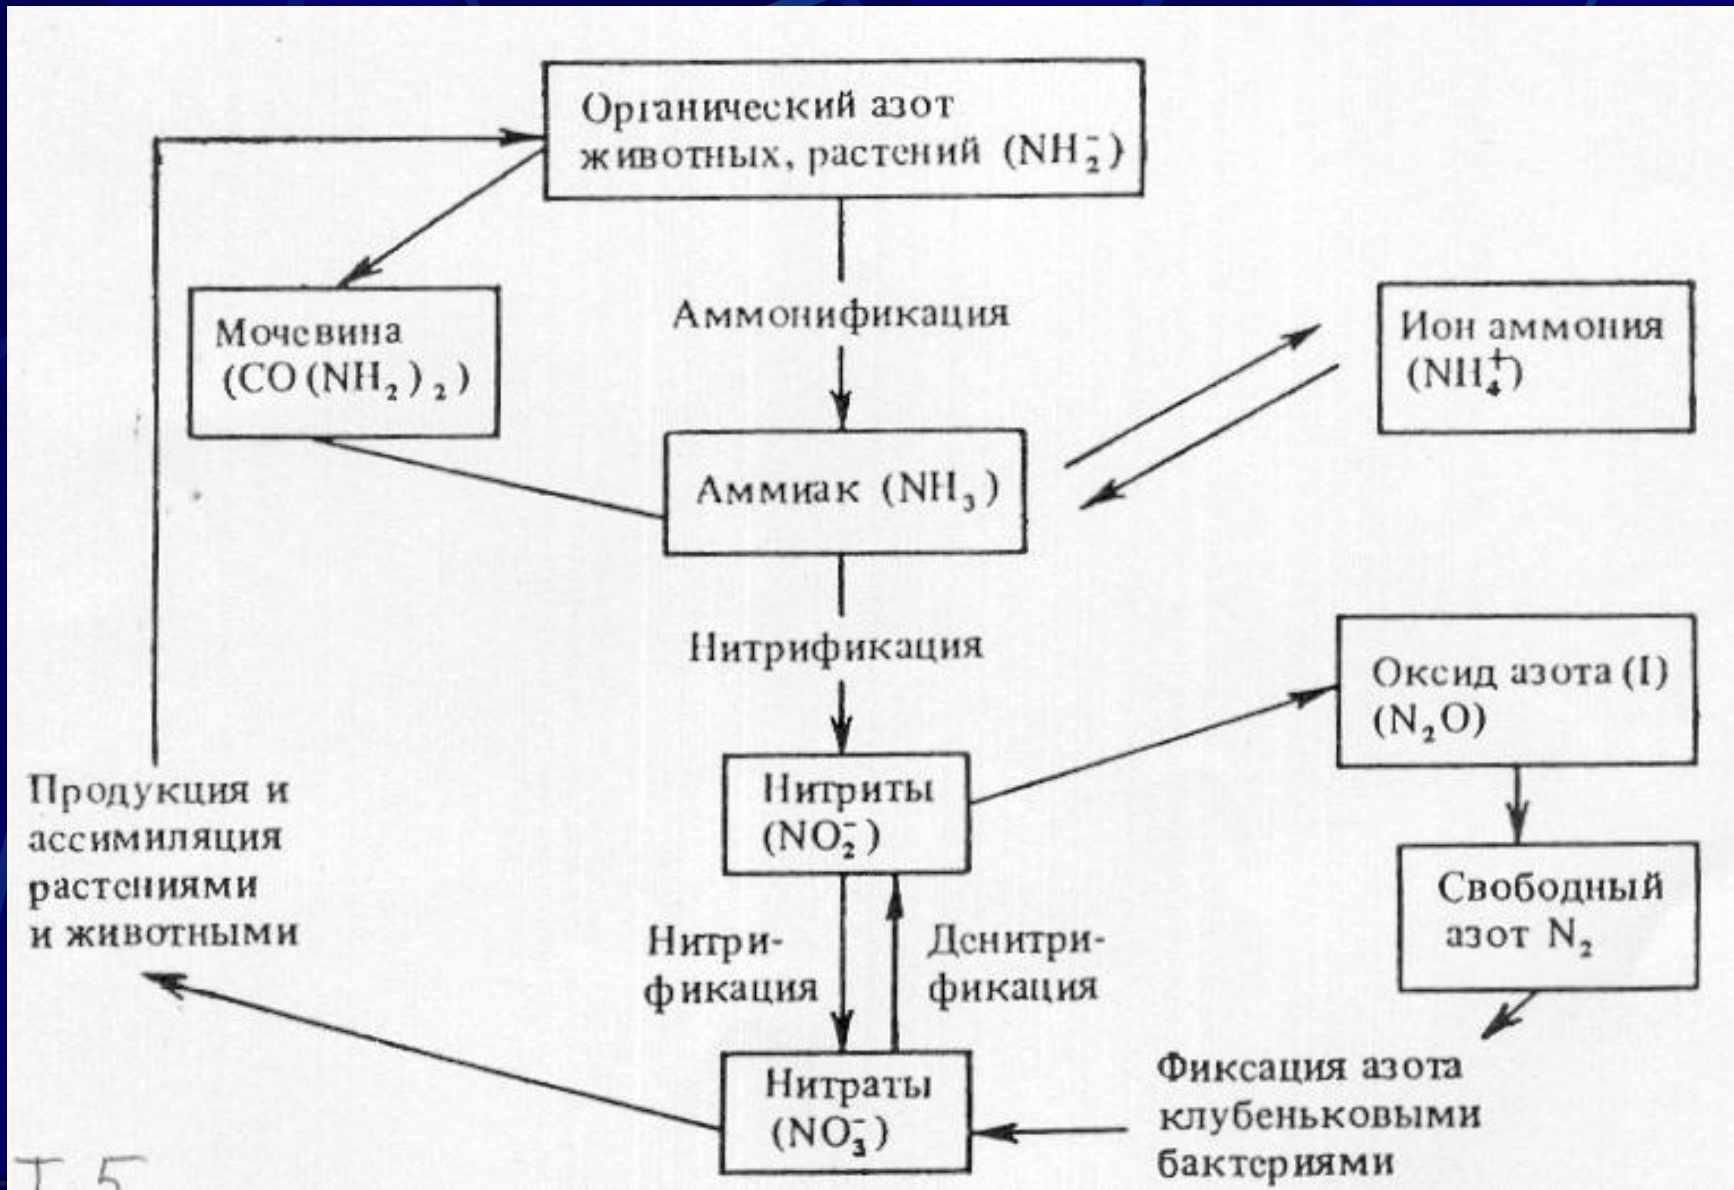 Органический азот
животных, растений (NH₂⁻)
Мочевина
(CO(NH₂)₂)
Аммонификация
Ион аммония
(NH₄⁺)
Аммиак (NH₃)
Нитрификация
Оксид азота (I)
(N₂O)
Продукция и
ассимиляция
растениями
и животными
Нитриты
(NO₂⁻)
Свободный
азот N₂
Нитри-
фикация
Денитри-
фикация
Нитраты
(NO₃⁻)
Фиксация азота
клубеньковыми
бактериями